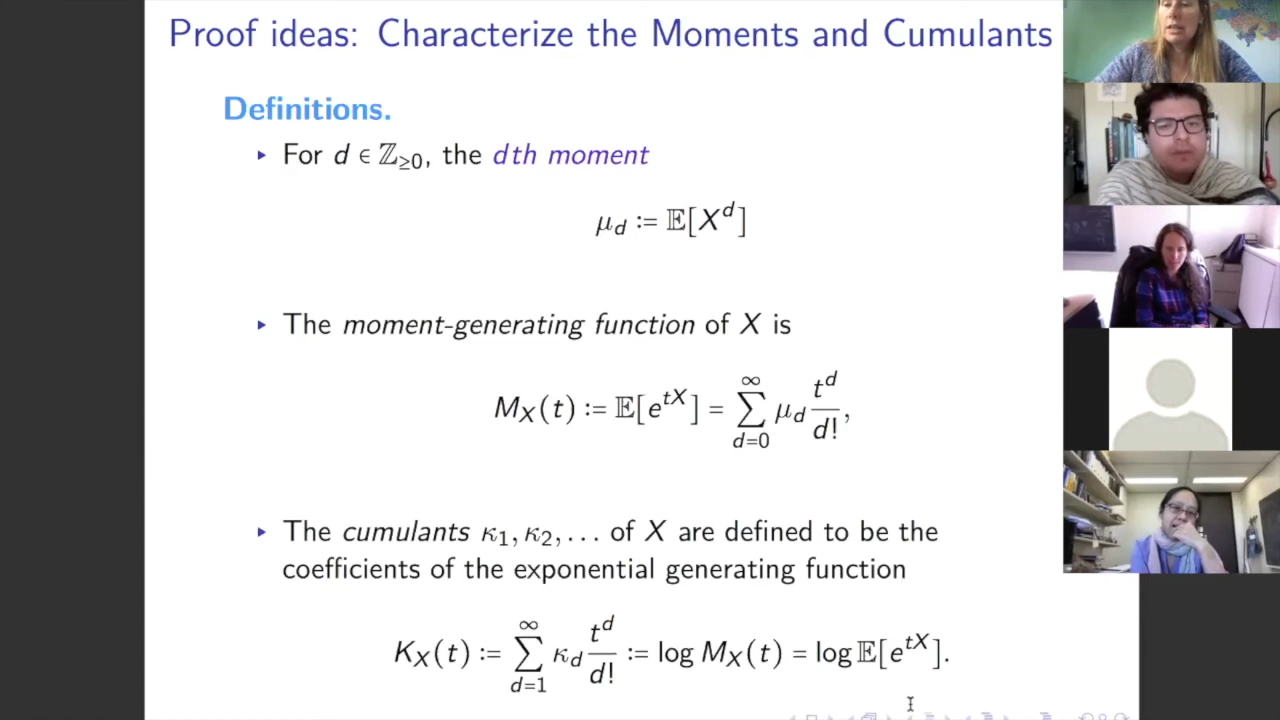 Proof ideas: Characterize the Moments and Cumulants
Definitions.
▸ For d ∈ ℤ≥0, the dth moment
μ_d := 𝔼[X^d]
▸ The moment-generating function of X is
M_X(t) := 𝔼[e^{tX}] = ∑_{d=0}^{∞} μ_d t^d/d!,
▸ The cumulants κ₁, κ₂, … of X are defined to be the
coefficients of the exponential generating function
K_X(t) := ∑_{d=1}^{∞} κ_d t^d/d! := log M_X(t) = log 𝔼[e^{tX}].